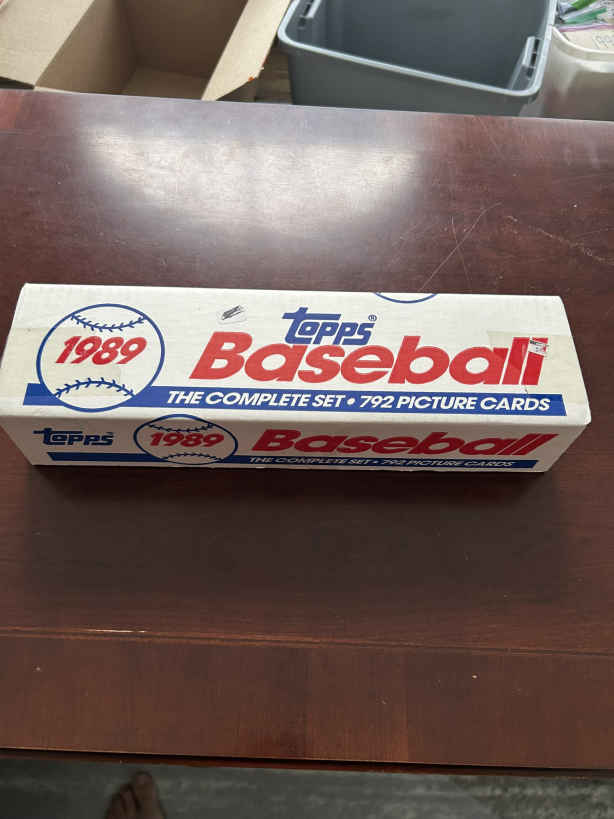 1989
Topps®
Baseball
THE COMPLETE SET • 792 PICTURE CARDS
Topps
1989
Baseball
THE COMPLETE SET • 792 PICTURE CARDS